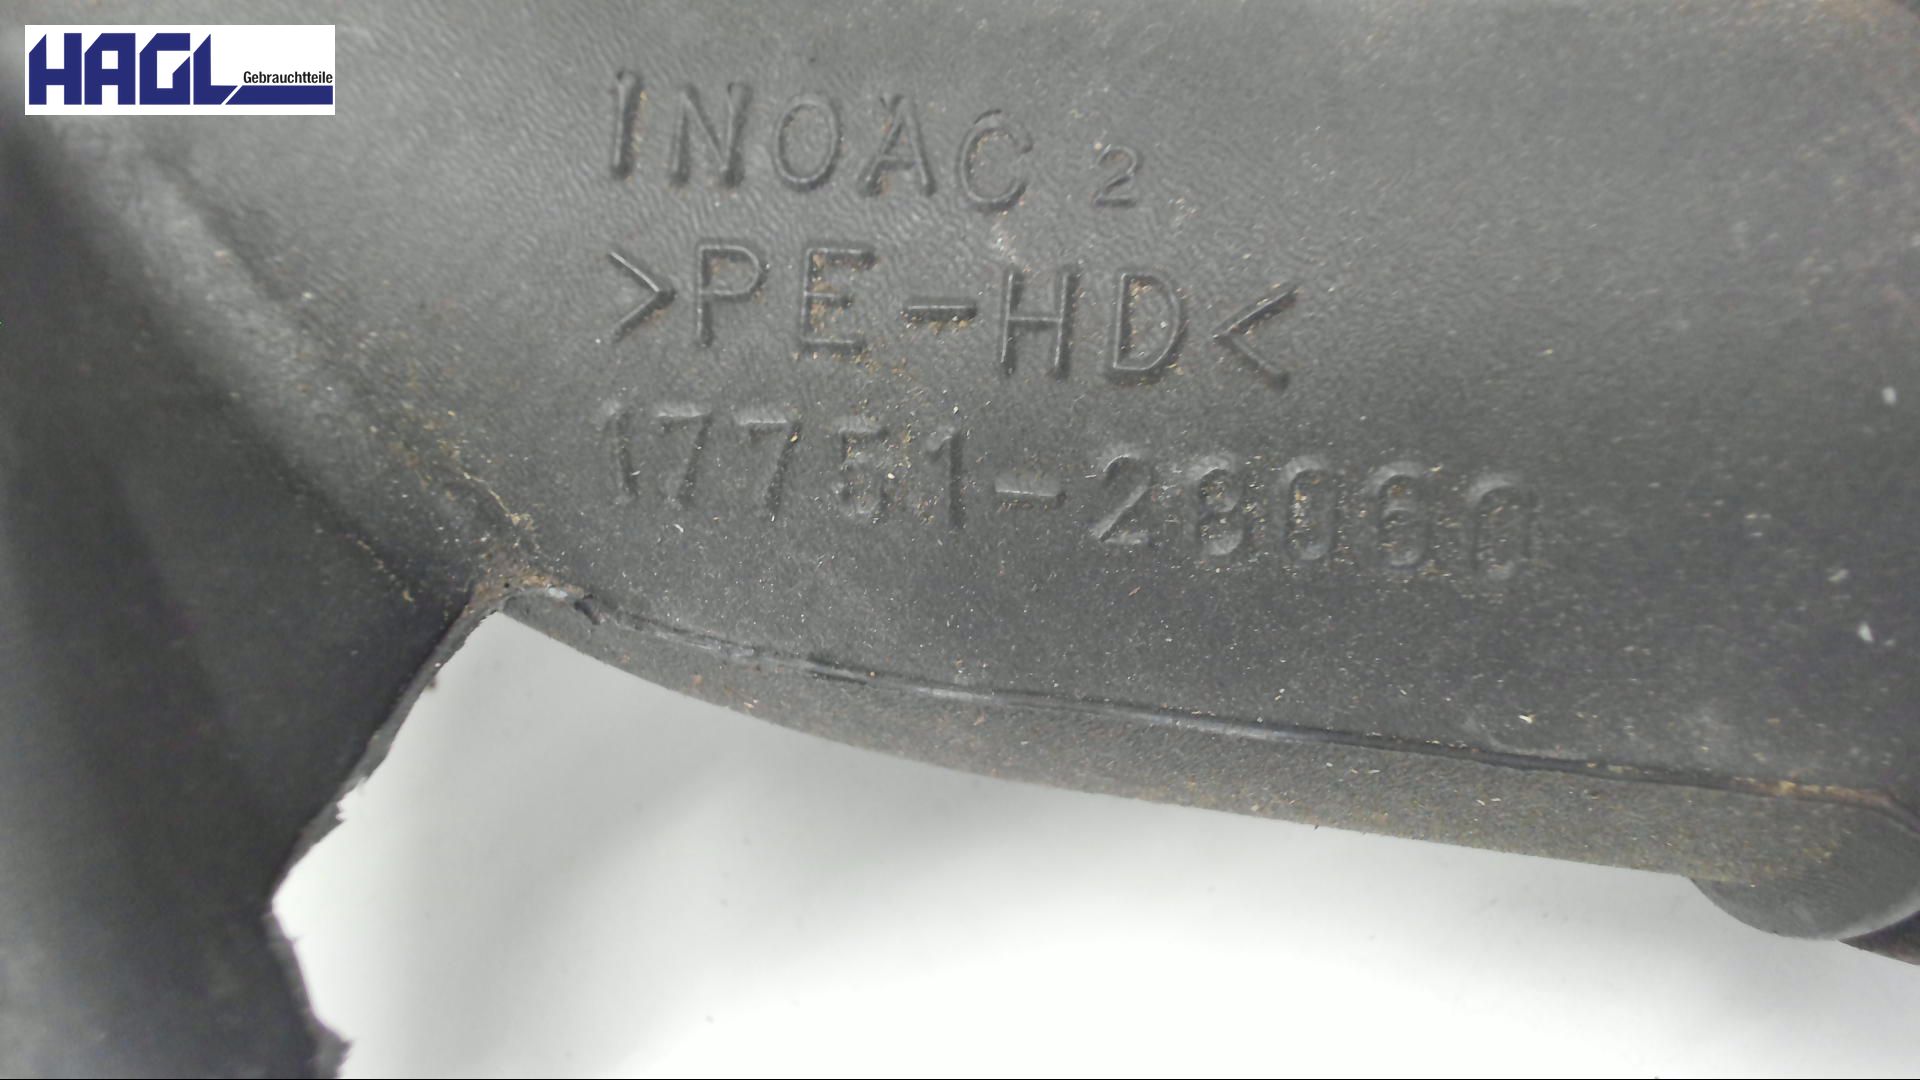 HAGL
Gebrauchtteile
INOAC 2
>PE-HD<
17751-28060